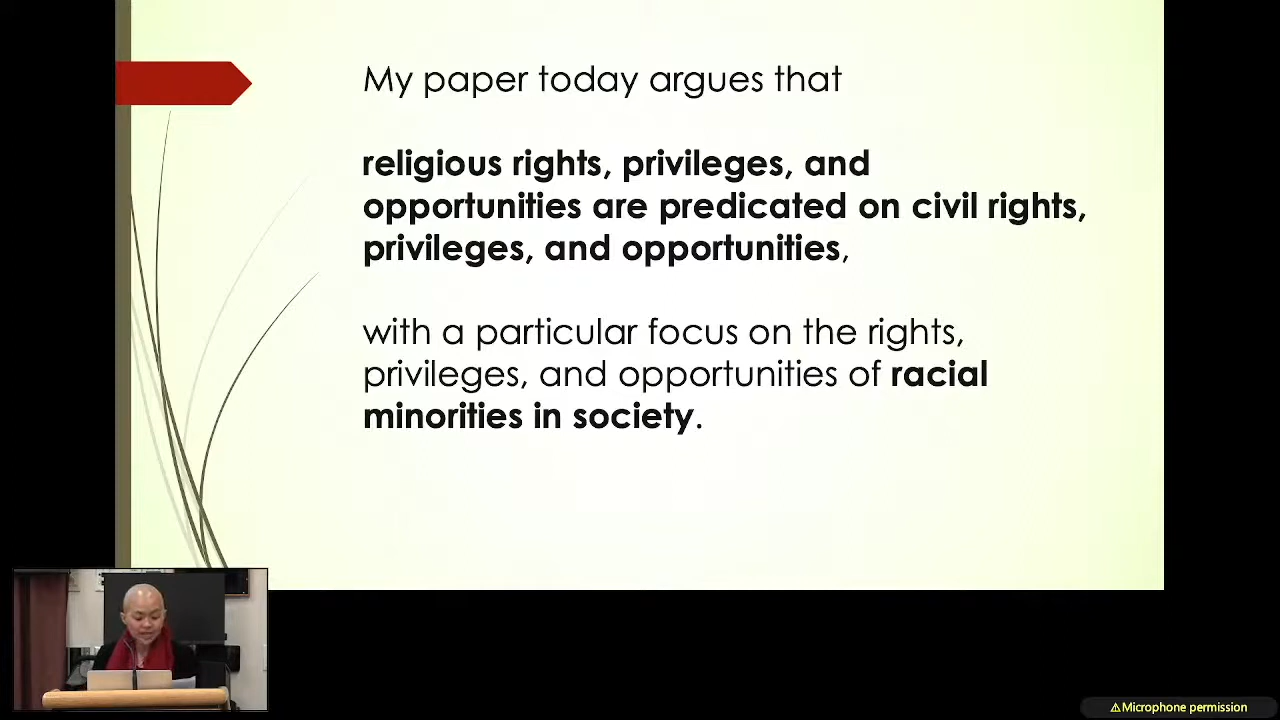 My paper today argues that
religious rights, privileges, and
opportunities are predicated on civil rights,
privileges, and opportunities,
with a particular focus on the rights,
privileges, and opportunities of racial
minorities in society.
⚠Microphone permission